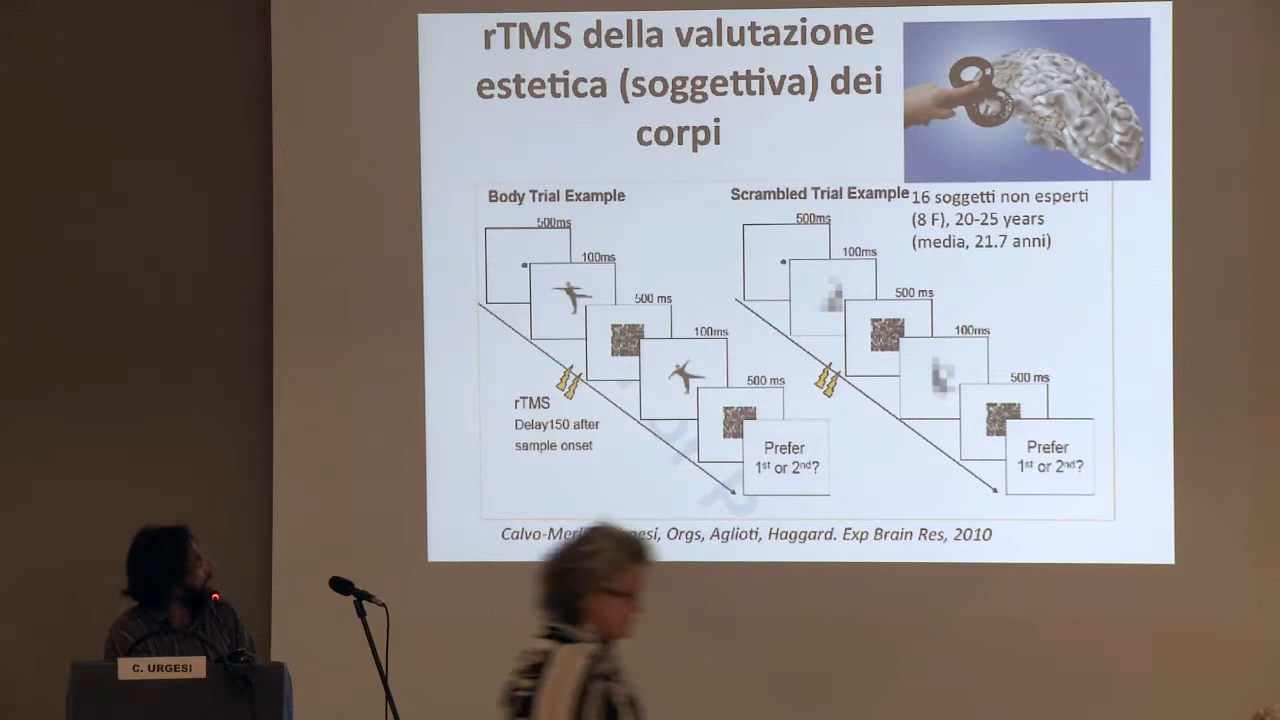 rTMS della valutazione
estetica (soggettiva) dei
corpi
16 soggetti non esperti
(8 F), 20-25 years
(media, 21.7 anni)
Body Trial Example
500ms
100ms
500 ms
100ms
500 ms
rTMS
Delay150 after
sample onset
Prefer
1st or 2nd?
Scrambled Trial Example
500ms
100ms
500 ms
100ms
500 ms
Prefer
1st or 2nd?
Orgs, Aglioti, Haggard. Exp Brain Res, 2010
C. URGESI